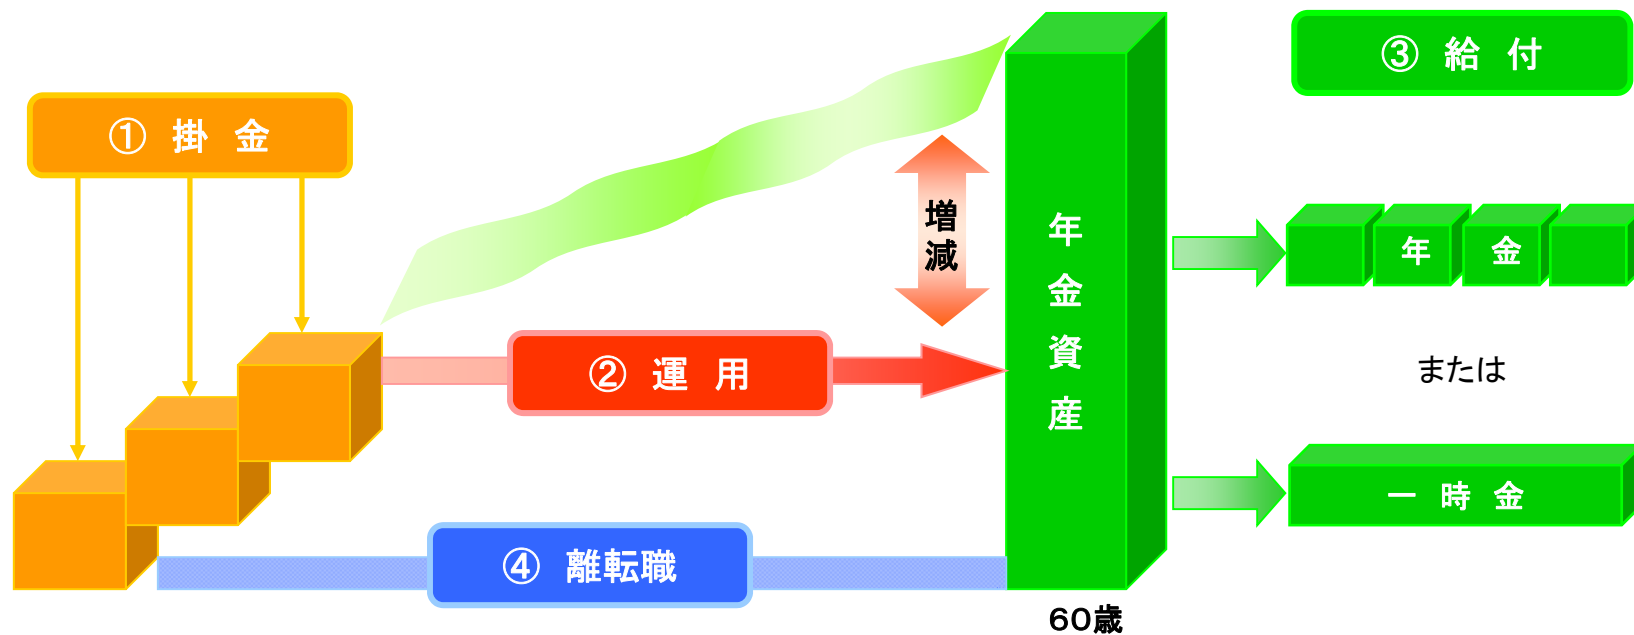 ① 掛 金
② 運 用
増減
年金資産
60歳
③ 給 付
年 金
または
一 時 金
④ 離転職